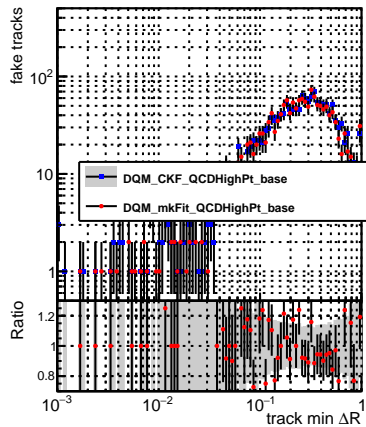 fake tracks
10²
10
1
DQM_CKF_QCDHighPt_base
DQM_mkFit_QCDHighPt_base
Ratio
1.2
1
0.8
10⁻³ 10⁻² 10⁻¹ 1
track min ΔR